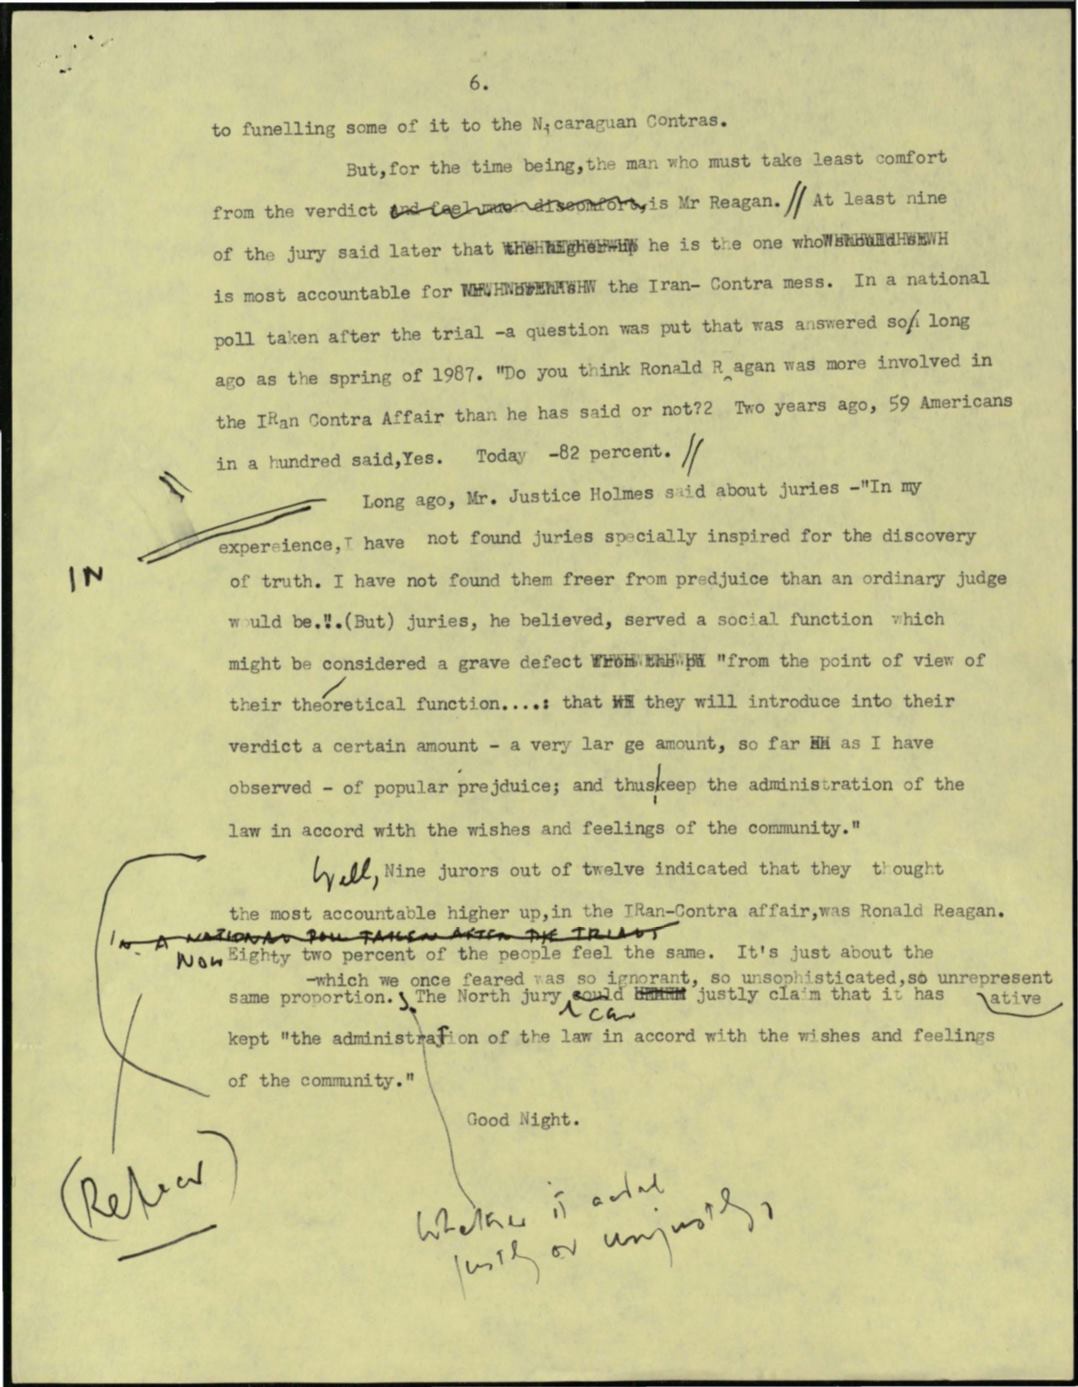 6.
to funelling some of it to the Nicaraguan Contras.
But,for the time being,the man who must take least comfort
from the verdict and feel most discomfort, is Mr Reagan. // At least nine
of the jury said later that the higher-up he is the one who should be
is most accountable for the Iran- Contra mess. In a national
poll taken after the trial -a question was put that was answered so long
ago as the spring of 1987. "Do you think Ronald R agan was more involved in
the IRan Contra Affair than he has said or not?2 Two years ago, 59 Americans
in a hundred said,Yes. Today -82 percent. //
Long ago, Mr. Justice Holmes said about juries -"In my
IN
expereience,I have not found juries specially inspired for the discovery
of truth. I have not found them freer from predjuice than an ordinary judge
would be.".(But) juries, he believed, served a social function which
might be considered a grave defect "from the point of view of
their theoretical function....: that they will introduce into their
verdict a certain amount - a very lar ge amount, so far as I have
observed - of popular prejduice; and thus keep the administration of the
law in accord with the wishes and feelings of the community."
Well, Nine jurors out of twelve indicated that they thought
the most accountable higher up,in the IRan-Contra affair,was Ronald Reagan.
IN A NATIONAL POLL TAKEN AFTER THE TRIAL
Now Eighty two percent of the people feel the same. It's just about the
-which we once feared was so ignorant, so unsophisticated,so unrepresent
same proportion. The North jury could can justly claim that it has ative
kept "the administration of the law in accord with the wishes and feelings
of the community."
Good Night.
Whether it acted
justly or unjustly,